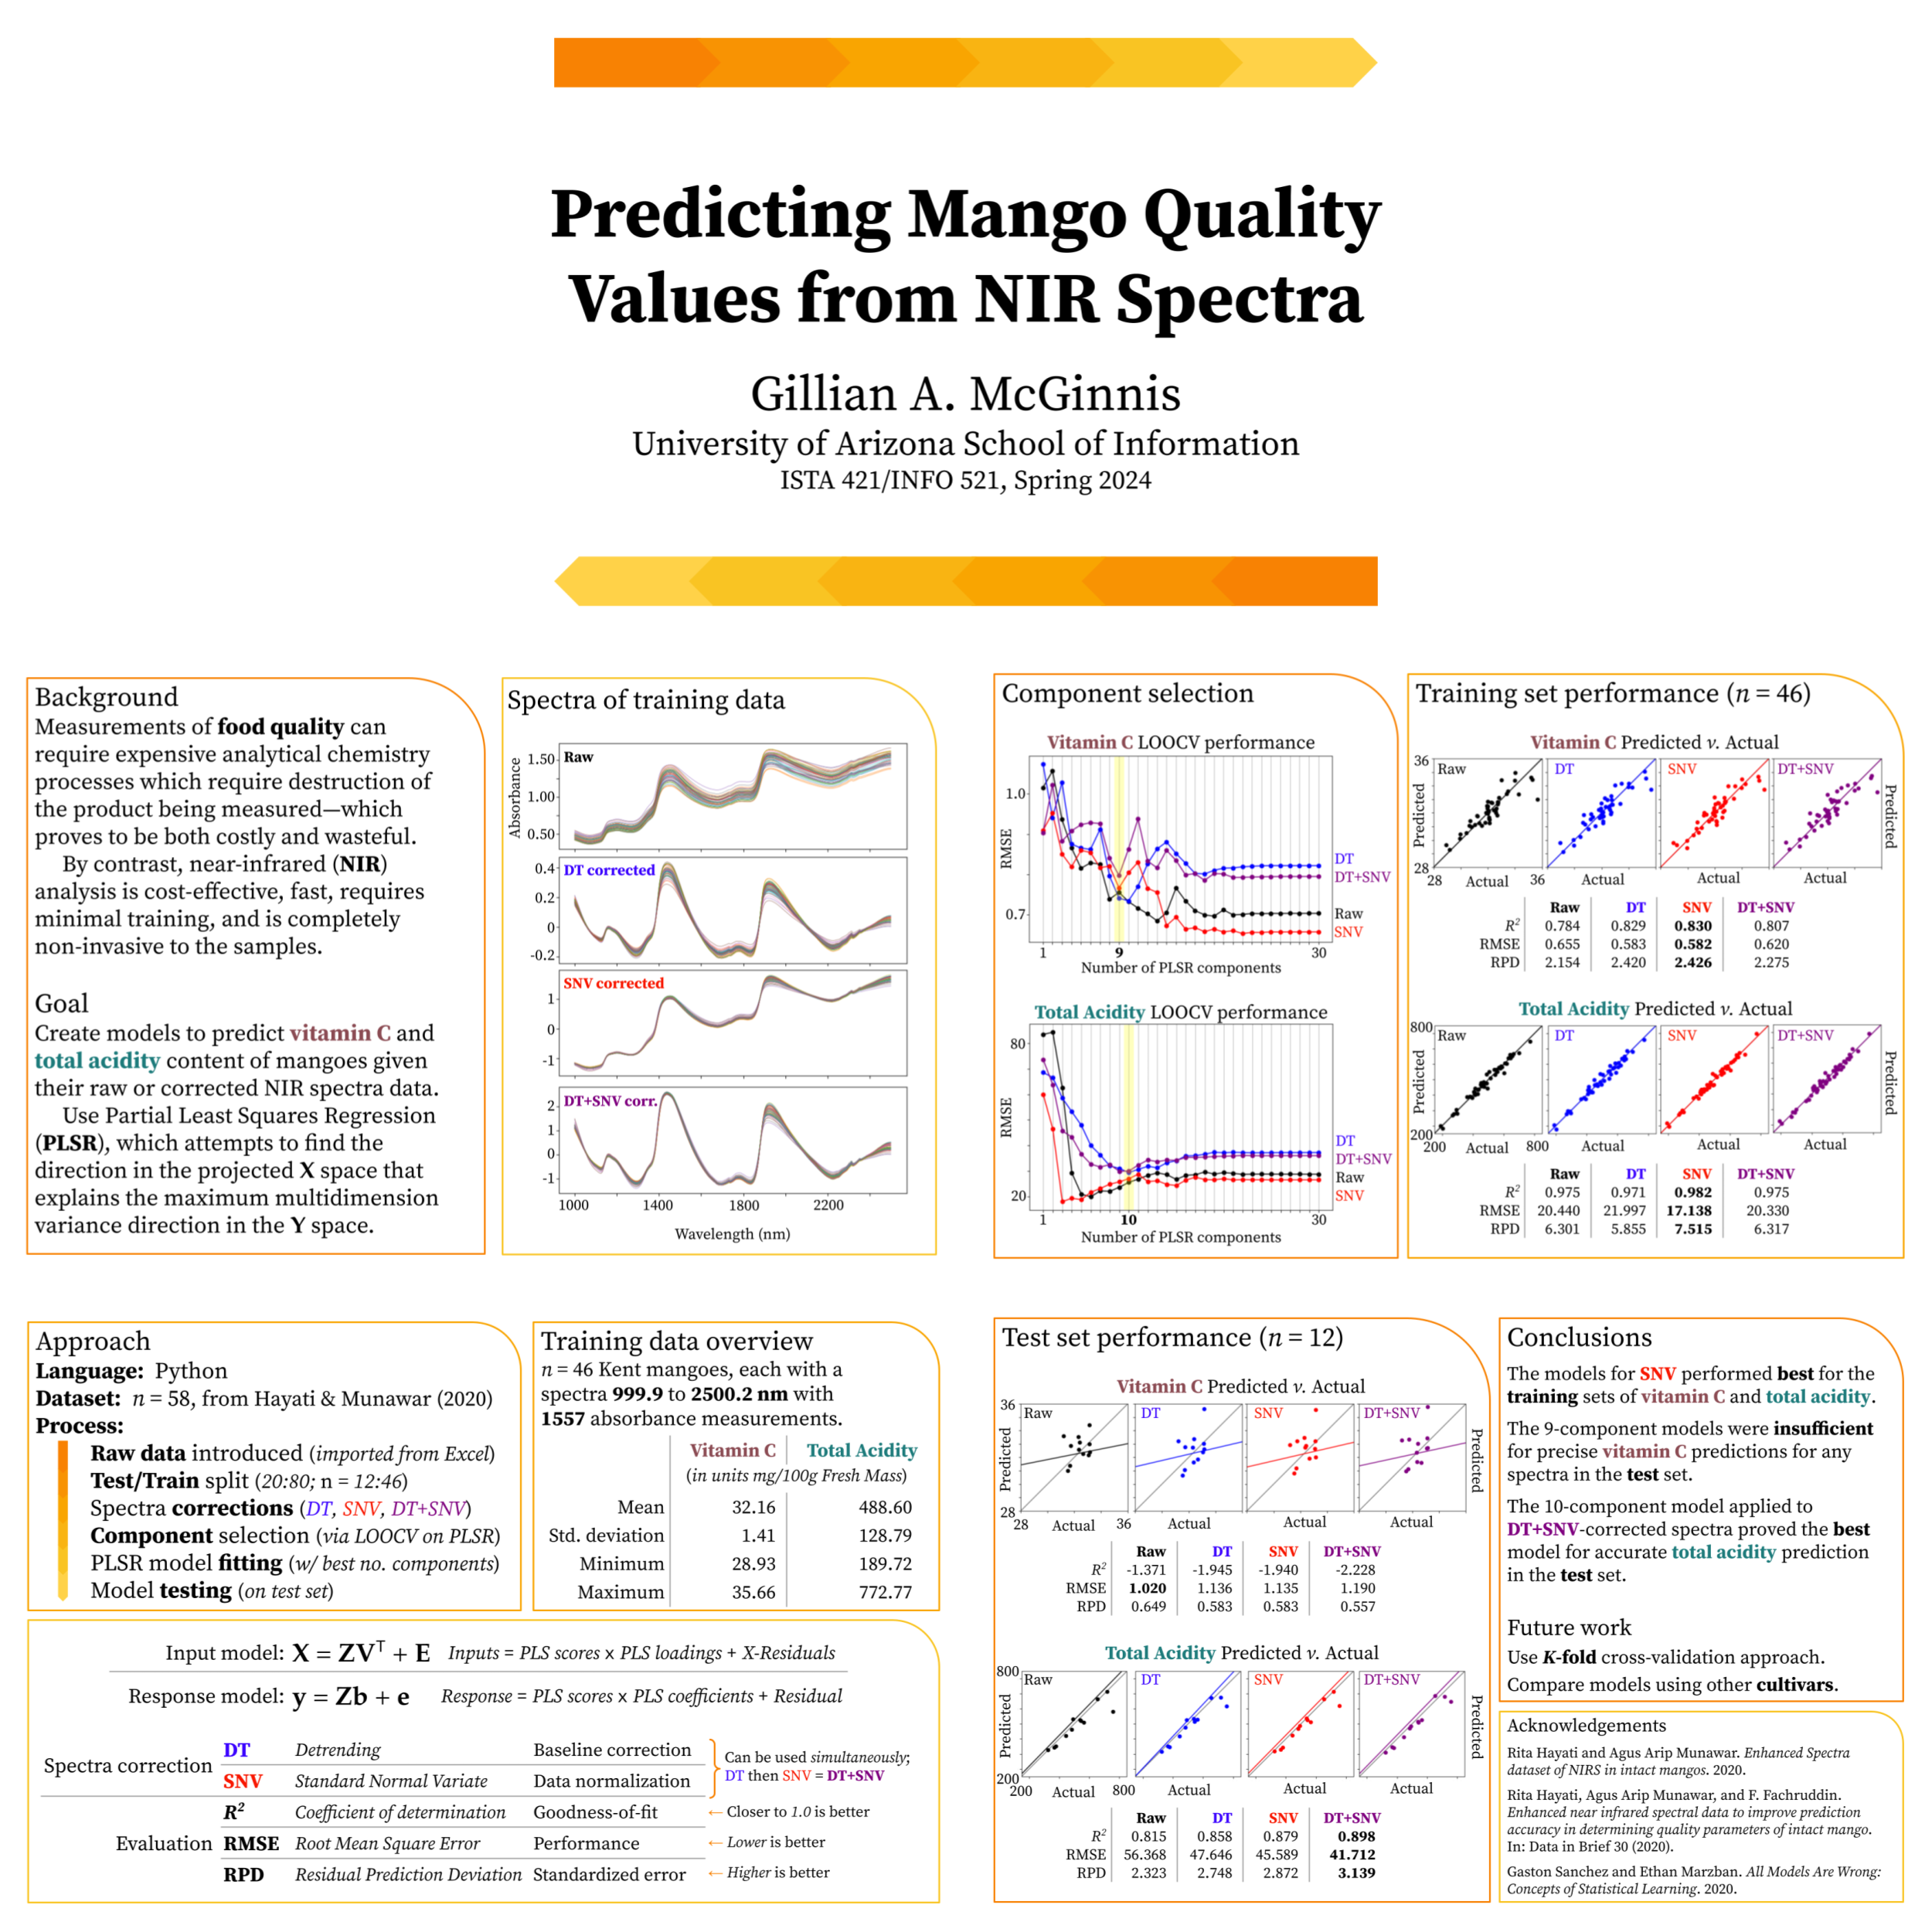 Predicting Mango Quality
Values from NIR Spectra
Gillian A. McGinnis
University of Arizona School of Information
ISTA 421/INFO 521, Spring 2024
Background
Measurements of food quality can
require expensive analytical chemistry
processes which require destruction of
the product being measured—which
proves to be both costly and wasteful.
By contrast, near-infrared (NIR)
analysis is cost-effective, fast, requires
minimal training, and is completely
non-invasive to the samples.
Goal
Create models to predict vitamin C and
total acidity content of mangoes given
their raw or corrected NIR spectra data.
Use Partial Least Squares Regression
(PLSR), which attempts to find the
direction in the projected X space that
explains the maximum multidimension
variance direction in the Y space.
Spectra of training data
Absorbance
Raw
1.50
1.00
0.50
DT corrected
0.4
0.2
0
-0.2
SNV corrected
1
0
-1
DT+SNV corr.
2
1
0
-1
1000 1400 1800 2200
Wavelength (nm)
Component selection
Vitamin C LOOCV performance
RMSE
1.0
0.7
DT
DT+SNV
Raw
SNV
1 9 30
Number of PLSR components
Total Acidity LOOCV performance
RMSE
80
20
DT
DT+SNV
Raw
SNV
1 10 30
Number of PLSR components
Training set performance (n = 46)
Vitamin C Predicted v. Actual
36 Raw DT SNV DT+SNV
Predicted Predicted
28
28 Actual 36 Actual Actual Actual
Raw DT SNV DT+SNV
R² 0.784 0.829 0.830 0.807
RMSE 0.655 0.583 0.582 0.620
RPD 2.154 2.420 2.426 2.275
Total Acidity Predicted v. Actual
800 Raw DT SNV DT+SNV
Predicted Predicted
200
200 Actual 800 Actual Actual Actual
Raw DT SNV DT+SNV
R² 0.975 0.971 0.982 0.975
RMSE 20.440 21.997 17.138 20.330
RPD 6.301 5.855 7.515 6.317
Approach
Language: Python
Dataset: n = 58, from Hayati & Munawar (2020)
Process:
Raw data introduced (imported from Excel)
Test/Train split (20:80; n = 12:46)
Spectra corrections (DT, SNV, DT+SNV)
Component selection (via LOOCV on PLSR)
PLSR model fitting (w/ best no. components)
Model testing (on test set)
Training data overview
n = 46 Kent mangoes, each with a
spectra 999.9 to 2500.2 nm with
1557 absorbance measurements.
Vitamin C Total Acidity
(in units mg/100g Fresh Mass)
Mean 32.16 488.60
Std. deviation 1.41 128.79
Minimum 28.93 189.72
Maximum 35.66 772.77
Input model: X = ZVᵀ + E Inputs = PLS scores x PLS loadings + X-Residuals
Response model: y = Zb + e Response = PLS scores x PLS coefficients + Residual
Spectra correction
DT Detrending Baseline correction
SNV Standard Normal Variate Data normalization
Can be used simultaneously;
DT then SNV = DT+SNV
Evaluation
R² Coefficient of determination Goodness-of-fit ← Closer to 1.0 is better
RMSE Root Mean Square Error Performance ← Lower is better
RPD Residual Prediction Deviation Standardized error ← Higher is better
Test set performance (n = 12)
Vitamin C Predicted v. Actual
36 Raw DT SNV DT+SNV
Predicted Predicted
28
28 Actual 36 Actual Actual Actual
Raw DT SNV DT+SNV
R² -1.371 -1.945 -1.940 -2.228
RMSE 1.020 1.136 1.135 1.190
RPD 0.649 0.583 0.583 0.557
Total Acidity Predicted v. Actual
800 Raw DT SNV DT+SNV
Predicted Predicted
200
200 Actual 800 Actual Actual Actual
Raw DT SNV DT+SNV
R² 0.815 0.858 0.879 0.898
RMSE 56.368 47.646 45.589 41.712
RPD 2.323 2.748 2.872 3.139
Conclusions
The models for SNV performed best for the
training sets of vitamin C and total acidity.
The 9-component models were insufficient
for precise vitamin C predictions for any
spectra in the test set.
The 10-component model applied to
DT+SNV-corrected spectra proved the best
model for accurate total acidity prediction
in the test set.
Future work
Use K-fold cross-validation approach.
Compare models using other cultivars.
Acknowledgements
Rita Hayati and Agus Arip Munawar. Enhanced Spectra
dataset of NIRS in intact mangos. 2020.
Rita Hayati, Agus Arip Munawar, and F. Fachruddin.
Enhanced near infrared spectral data to improve prediction
accuracy in determining quality parameters of intact mango.
In: Data in Brief 30 (2020).
Gaston Sanchez and Ethan Marzban. All Models Are Wrong:
Concepts of Statistical Learning. 2020.